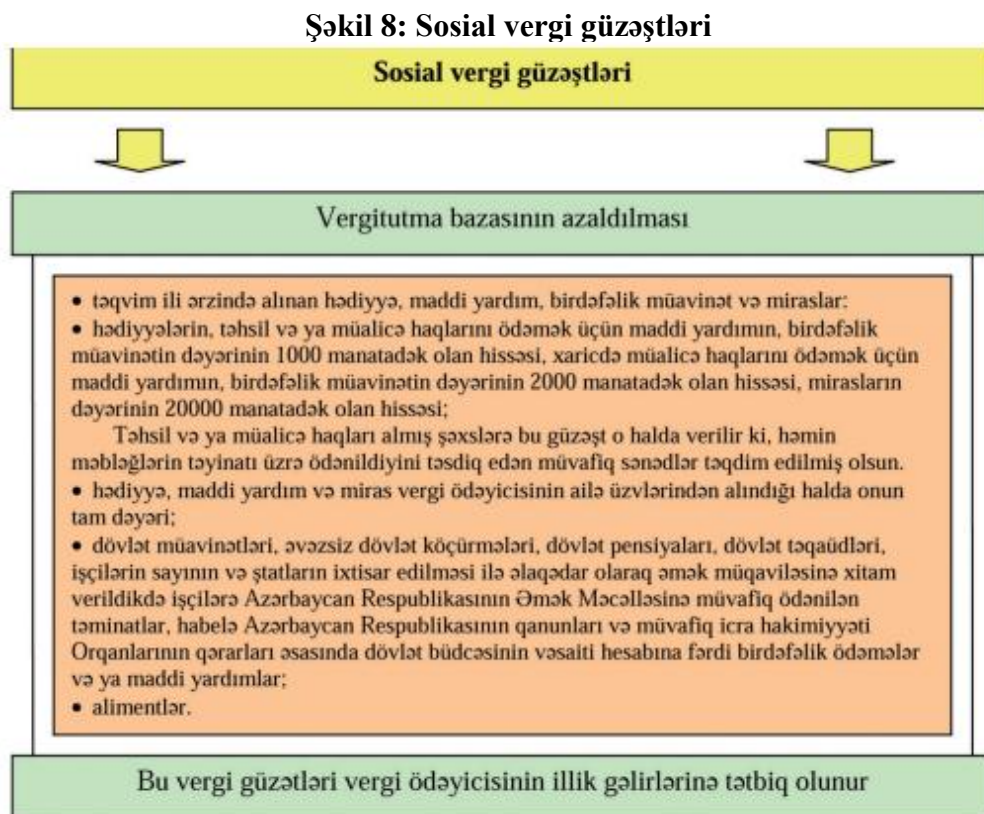 Şəkil 8: Sosial vergi güzəştləri
Sosial vergi güzəştləri
Vergitutma bazasının azaldılması
• təqvim ili ərzində alınan hədiyyə, maddi yardım, birdəfəlik müavinət və miraslar:
• hədiyyələrin, təhsil və ya müalicə haqlarını ödəmək üçün maddi yardımın, birdəfəlik
müavinətin dəyərinin 1000 manatadək olan hissəsi, xaricdə müalicə haqlarını ödəmək üçün
maddi yardımın, birdəfəlik müavinətin dəyərinin 2000 manatadək olan hissəsi, mirasların
dəyərinin 20000 manatadək olan hissəsi;
Təhsil və ya müalicə haqları almış şəxslərə bu güzəşt o halda verilir ki, həmin
məbləğlərin təyinatı üzrə ödənildiyini təsdiq edən müvafiq sənədlər təqdim edilmiş olsun.
• hədiyyə, maddi yardım və miras vergi ödəyicisinin ailə üzvlərindən alındığı halda onun
tam dəyəri;
• dövlət müavinətləri, əvəzsiz dövlət köçürmələri, dövlət pensiyaları, dövlət təqaüdləri,
işçilərin sayının və ştatların ixtisar edilməsi ilə əlaqədar olaraq əmək müqaviləsinə xitam
verildikdə işçilərə Azərbaycan Respublikasının Əmək Məcəlləsinə müvafiq ödənilən
təminatlar, habelə Azərbaycan Respublikasının qanunları və müvafiq icra hakimiyyəti
Orqanlarının qərarları əsasında dövlət büdcəsinin vəsaiti hesabına fərdi birdəfəlik ödəmələr
və ya maddi yardımlar;
• alimentlər.
Bu vergi güzətləri vergi ödəyicisinin illik gəlirlərinə tətbiq olunur